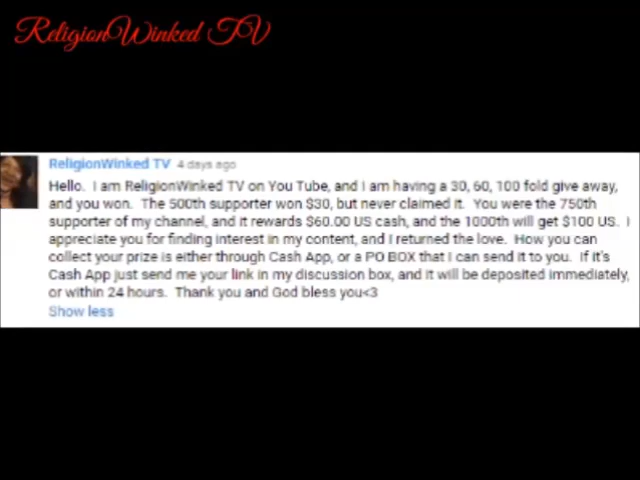 ReligionWinked TV
ReligionWinked TV 4 days ago
Hello. I am ReligionWinked TV on You Tube, and I am having a 30, 60, 100 fold give away,
and you won. The 500th supporter won $30, but never claimed it. You were the 750th
supporter of my channel, and it rewards $60.00 US cash, and the 1000th will get $100 US. I
appreciate you for finding interest in my content, and I returned the love. How you can
collect your prize is either through Cash App, or a PO BOX that I can send it to you. If it's
Cash App just send me your link in my discussion box, and it will be deposited immediately,
or within 24 hours. Thank you and God bless you<3
Show less